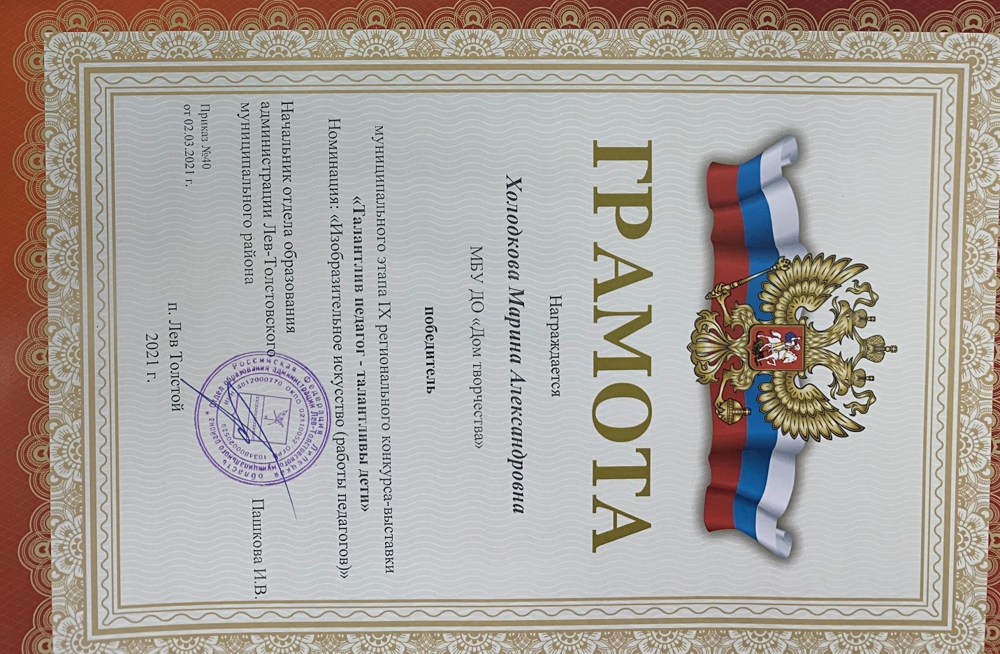 ГРАМОТА
Награждается
Холодкова Марина Александровна
МБУ ДО «Дом творчества»
победитель
муниципального этапа IX регионального конкурса-выставки
«Талантлив педагог - талантливы дети»
Номинация: «Изобразительное искусство (работы педагогов)»
Начальник отдела образования
администрации Лев-Толстовского
муниципального района
Пашкова И.В.
Приказ №40
от 02.03.2021 г.
п. Лев Толстой
2021 г.
Российская Федерация Липецкая область
Отдел образования администрации Лев-Толстовского муниципального района *
ИНН 4812000770 ОКПО 02110052 ОГРН 1034800020529